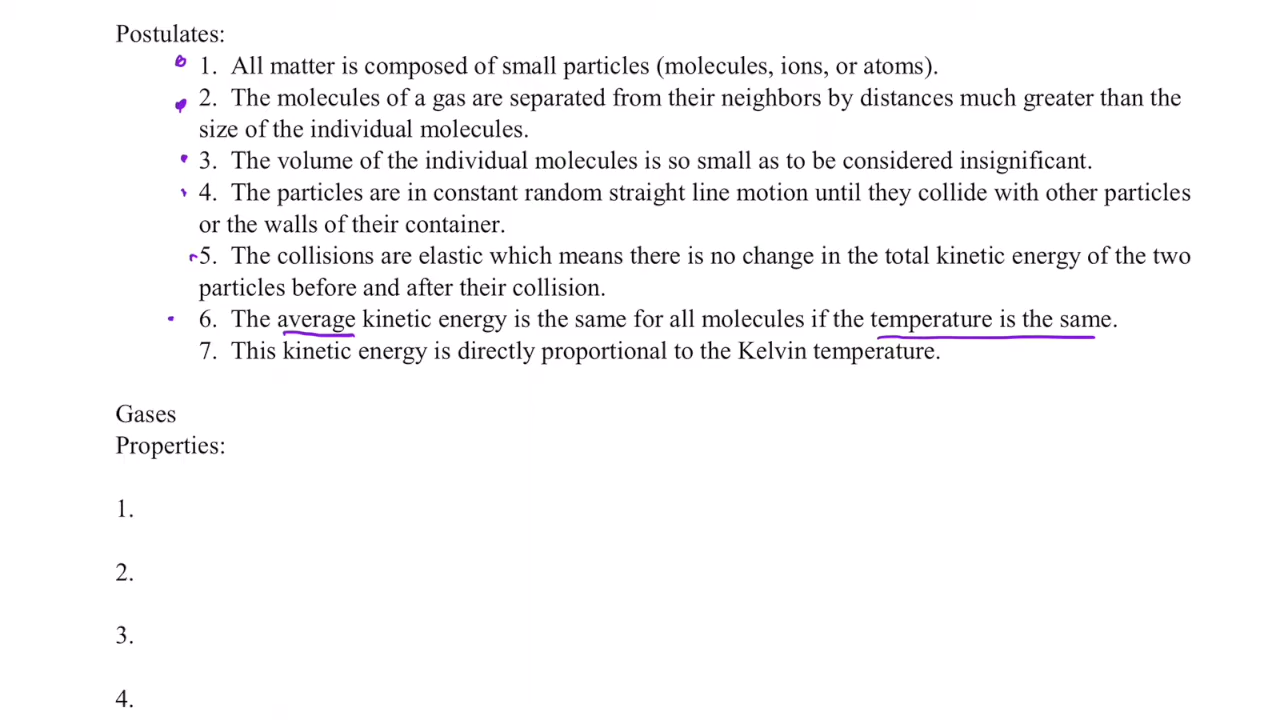 Postulates:
1. All matter is composed of small particles (molecules, ions, or atoms).
2. The molecules of a gas are separated from their neighbors by distances much greater than the
size of the individual molecules.
3. The volume of the individual molecules is so small as to be considered insignificant.
4. The particles are in constant random straight line motion until they collide with other particles
or the walls of their container.
5. The collisions are elastic which means there is no change in the total kinetic energy of the two
particles before and after their collision.
6. The average kinetic energy is the same for all molecules if the temperature is the same.
7. This kinetic energy is directly proportional to the Kelvin temperature.
Gases
Properties:
1.
2.
3.
4.